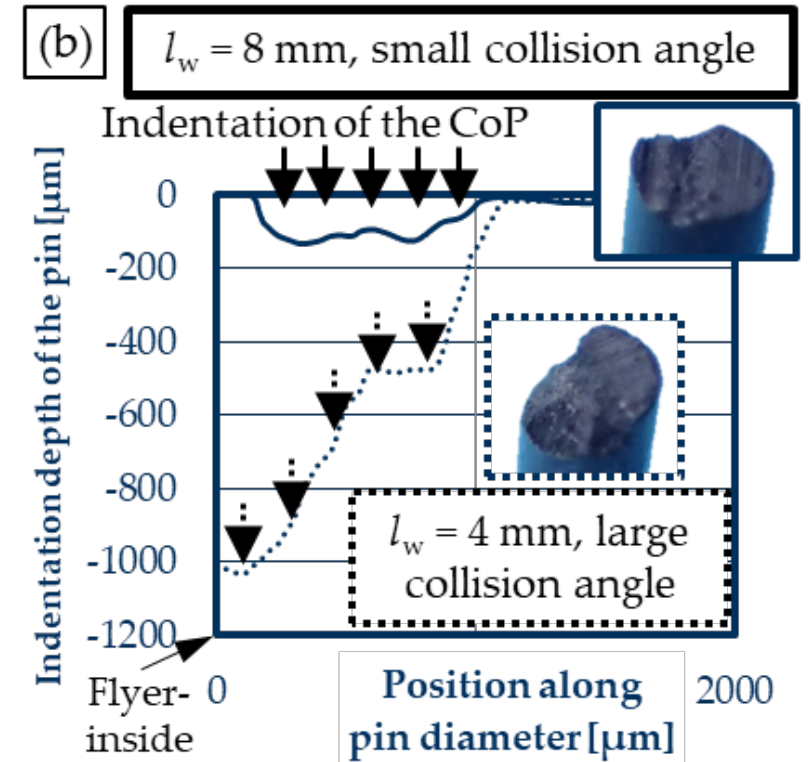 (b)
lw = 8 mm, small collision angle
Indentation of the CoP
Indentation depth of the pin [µm]
0
-200
-400
-600
-800
-1000
-1200
lw = 4 mm, large
collision angle
Flyer-
inside
0
Position along
pin diameter [µm]
2000